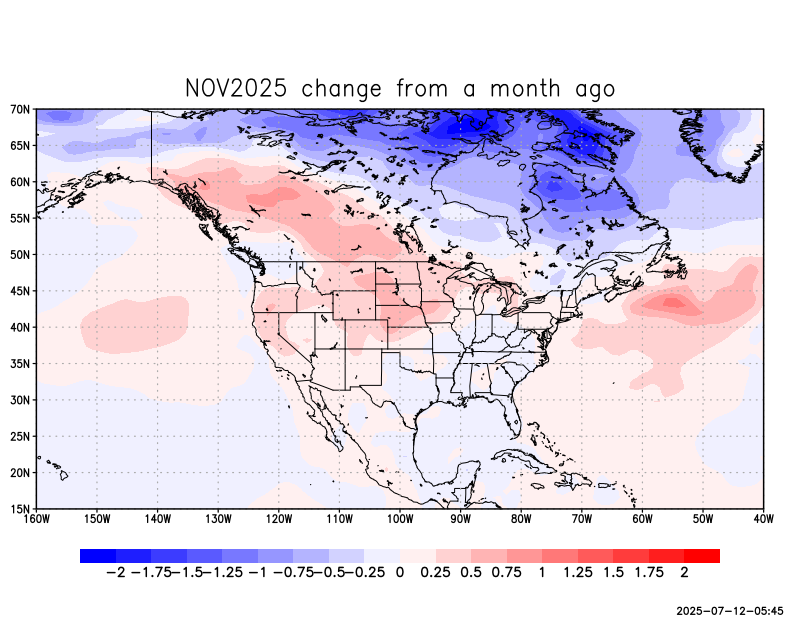 NOV2025 change from a month ago
70N
65N
60N
55N
50N
45N
40N
35N
30N
25N
20N
15N
160W 150W 140W 130W 120W 110W 100W 90W 80W 70W 60W 50W 40W
-2 -1.75 -1.5 -1.25 -1 -0.75 -0.5 -0.25 0 0.25 0.5 0.75 1 1.25 1.5 1.75 2
2025-07-12-05:45